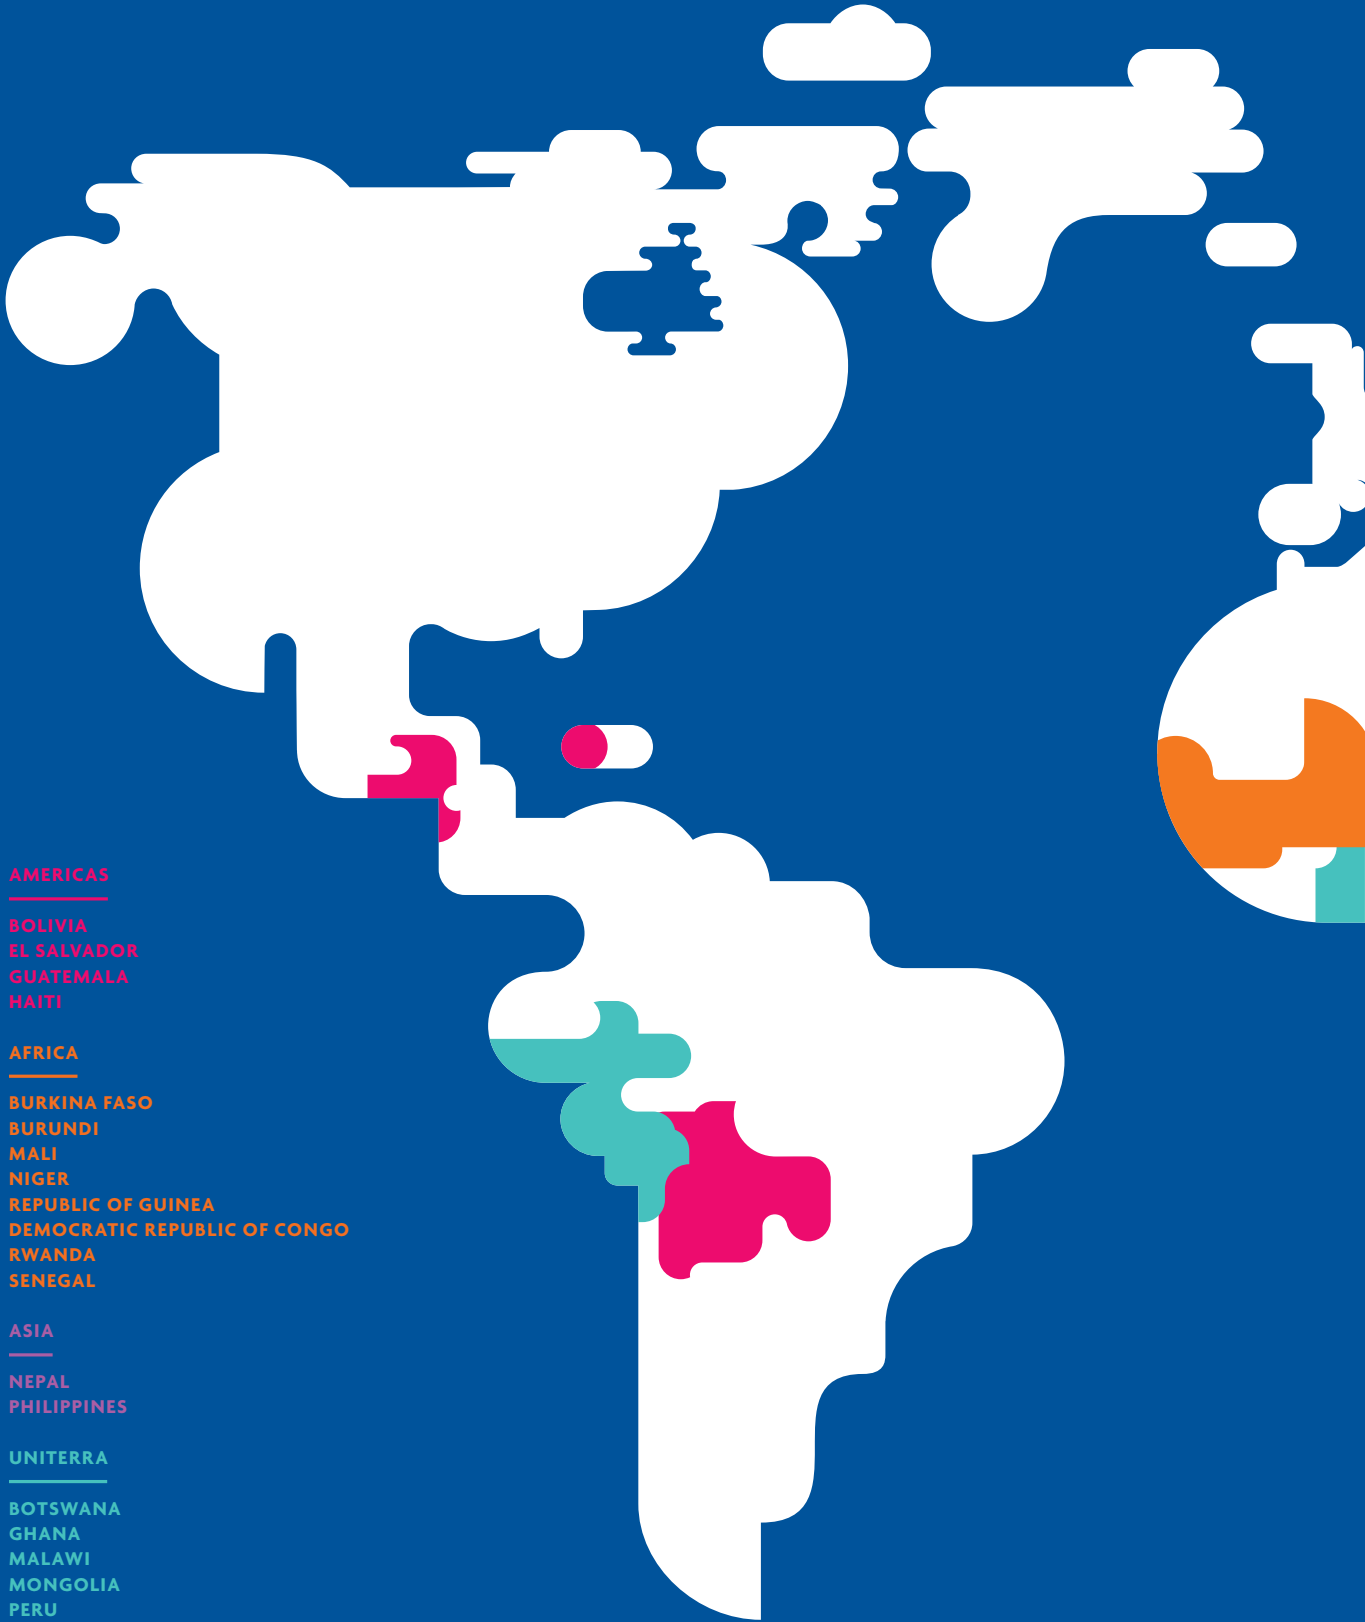 AMERICAS
BOLIVIA
EL SALVADOR
GUATEMALA
HAITI
AFRICA
BURKINA FASO
BURUNDI
MALI
NIGER
REPUBLIC OF GUINEA
DEMOCRATIC REPUBLIC OF CONGO
RWANDA
SENEGAL
ASIA
NEPAL
PHILIPPINES
UNITERRA
BOTSWANA
GHANA
MALAWI
MONGOLIA
PERU